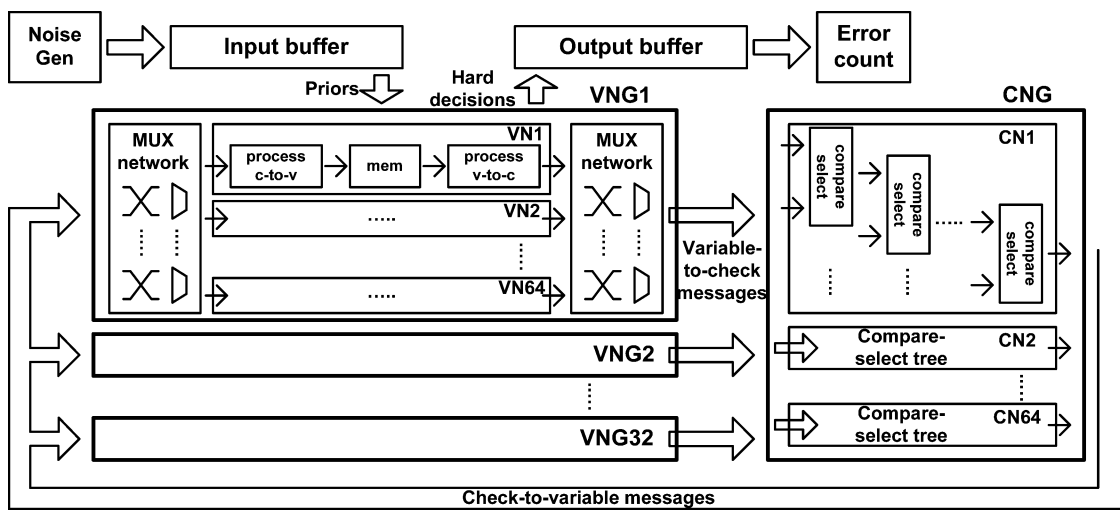 Noise
Gen
Input buffer
Output buffer
Error
count
Priors
Hard
decisions
VNG1
CNG
MUX
network
VN1
process
c-to-v
mem
process
v-to-c
VN2
.....
VN64
.....
MUX
network
Variable-
to-check
messages
CN1
compare
select
compare
select
.....
compare
select
VNG2
Compare-
select tree
CN2
VNG32
Compare-
select tree
CN64
Check-to-variable messages